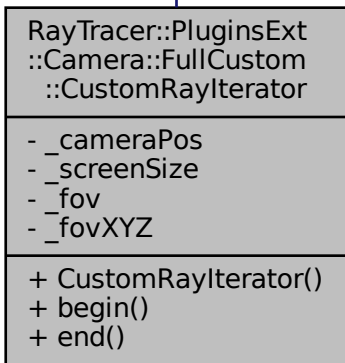 RayTracer::PluginsExt
::Camera::FullCustom
::CustomRayIterator
- _cameraPos
- _screenSize
- _fov
- _fovXYZ
+ CustomRayIterator()
+ begin()
+ end()